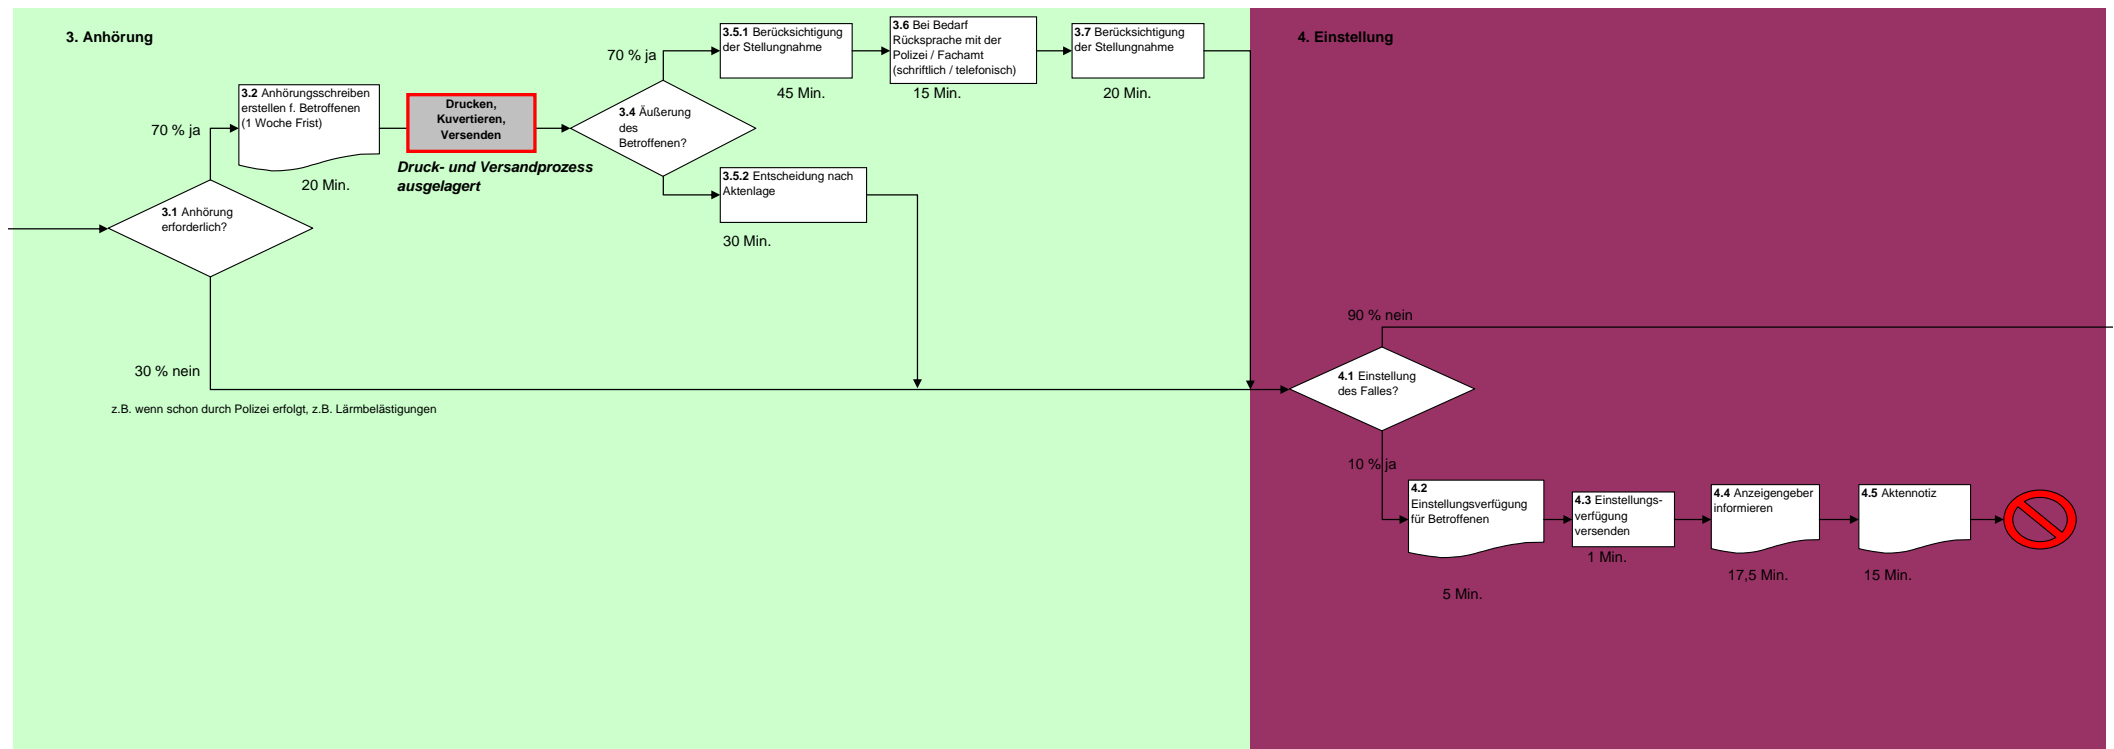 3. Anhörung
70 % ja
3.5.1 Berücksichtigung
der Stellungnahme
45 Min.
3.6 Bei Bedarf
Rücksprache mit der
Polizei / Fachamt
(schriftlich / telefonisch)
15 Min.
3.7 Berücksichtigung
der Stellungnahme
20 Min.
70 % ja
3.2 Anhörungsschreiben
erstellen f. Betroffenen
(1 Woche Frist)
20 Min.
Drucken,
Kuvertieren,
Versenden
Druck- und Versandprozess
ausgelagert
3.4 Äußerung
des
Betroffenen?
3.5.2 Entscheidung nach
Aktenlage
30 Min.
3.1 Anhörung
erforderlich?
30 % nein
z.B. wenn schon durch Polizei erfolgt, z.B. Lärmbelästigungen
4. Einstellung
90 % nein
4.1 Einstellung
des Falles?
10 % ja
4.2
Einstellungsverfügung
für Betroffenen
5 Min.
4.3 Einstellungs-
verfügung
versenden
1 Min.
4.4 Anzeigengeber
informieren
17,5 Min.
4.5 Aktennotiz
15 Min.